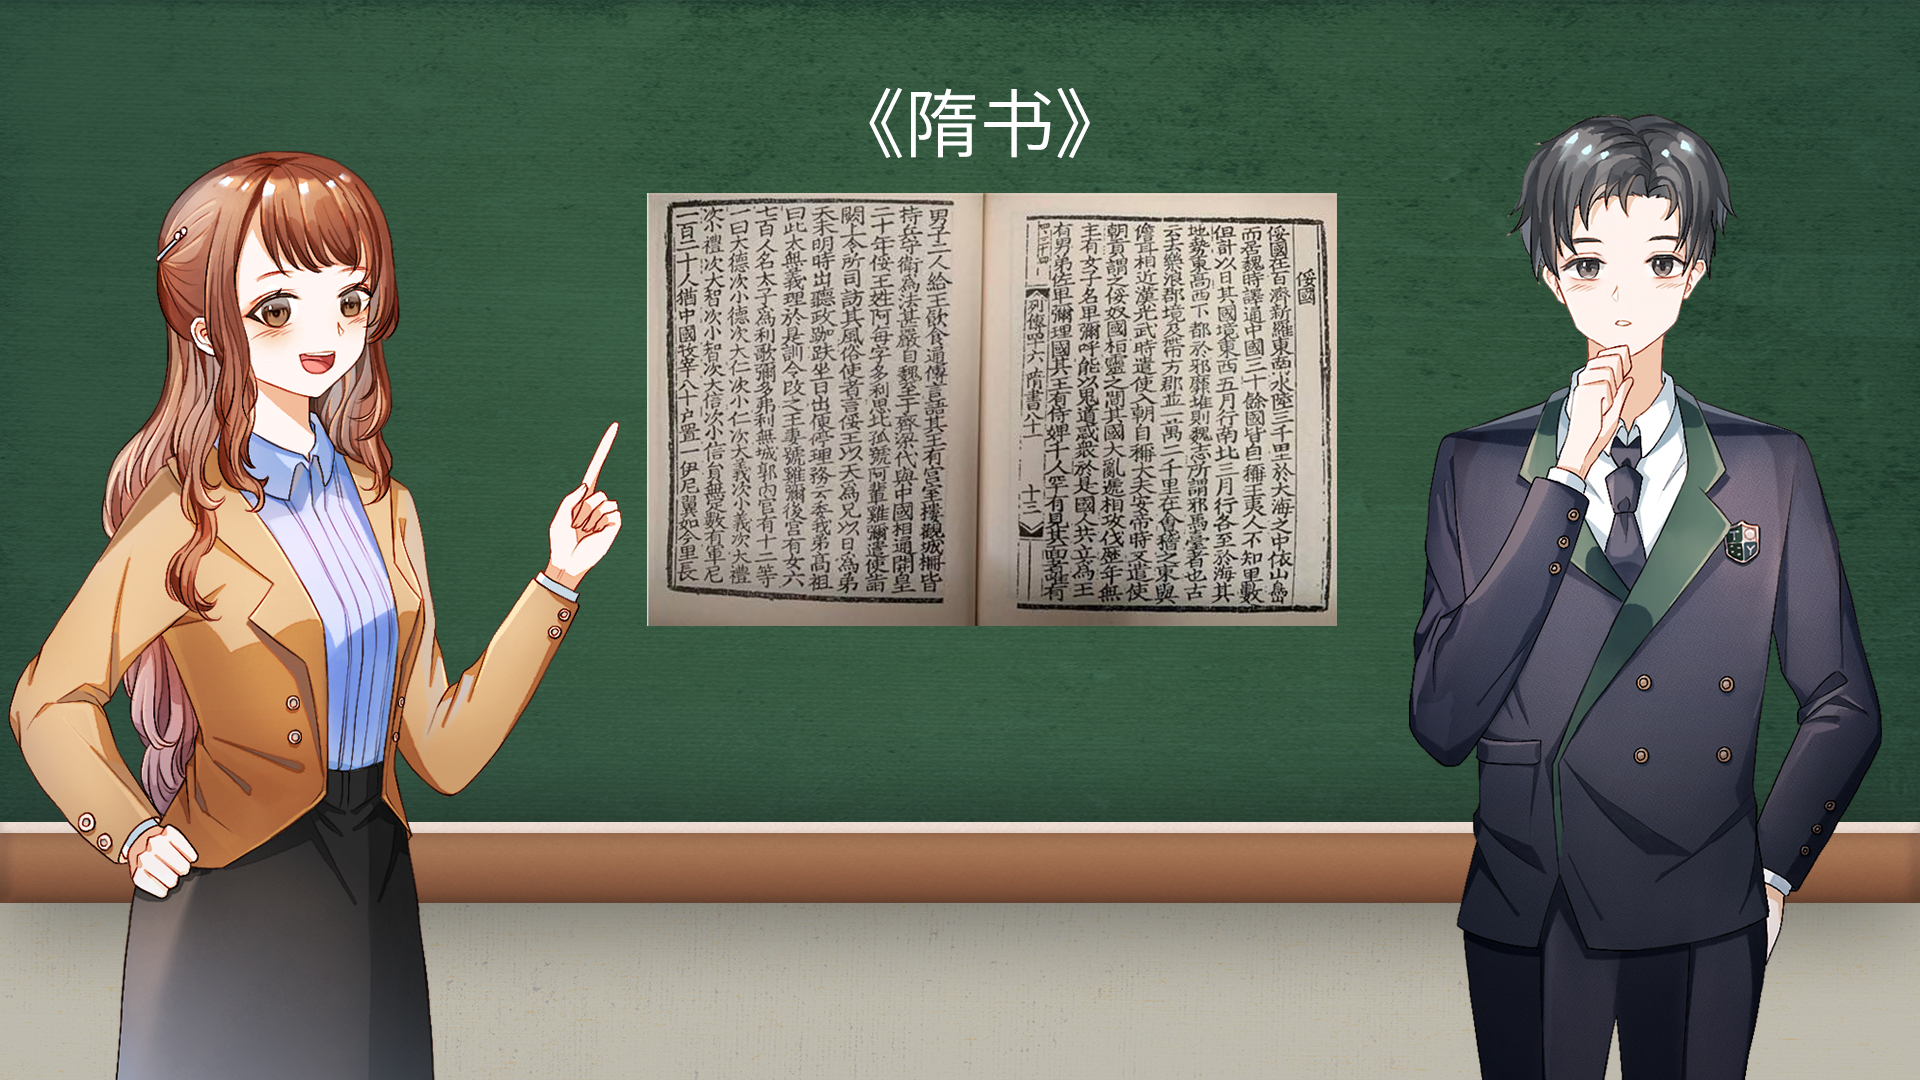 《隋书》
俀國
俀國在百濟新羅東南水陸三千里於大海之中依山島
而居魏時譯通中國三十餘國皆自稱王夷人不知里數
但計以日其國境東西五月行南北三月行各至於海其
地勢東高西下都於邪靡堆則魏志所謂邪馬臺者也古
云去樂浪郡境及帶方郡並一萬二千里在會稽之東與
儋耳相近漢光武時遣使入朝自稱大夫安帝時又遣使
朝貢謂之俀奴國桓靈之間其國大亂遞相攻伐歷年無
主有女子名卑彌呼能以鬼道惑衆於是國人共立爲王
有男弟佐卑彌理國其王有侍婢千人罕有見其面者唯有
列傳四十六 隋書八十一 十三
男子二人給王飲食通傳言語其王有宮室樓觀城柵皆
持兵守衛為法甚嚴自魏至于齊梁代與中國相通開皇
二十年俀王姓阿每字多利思比孤號阿輩雞彌遣使詣
闕上令所司訪其風俗使者言俀王以天為兄以日為弟
天未明時出聽政跏趺坐日出便停理務云委我弟高祖
曰此太無義理於是訓令改之王妻號雞彌後宮有女六
七百人名太子為利歌彌多弗利無城郭內官有十二等
一曰大德次小德次大仁次小仁次大義次小義次大禮
次小禮次大智次小智次大信次小信員無定數有軍尼
一百二十人猶中國牧宰八十戶置一伊尼翼如今里長